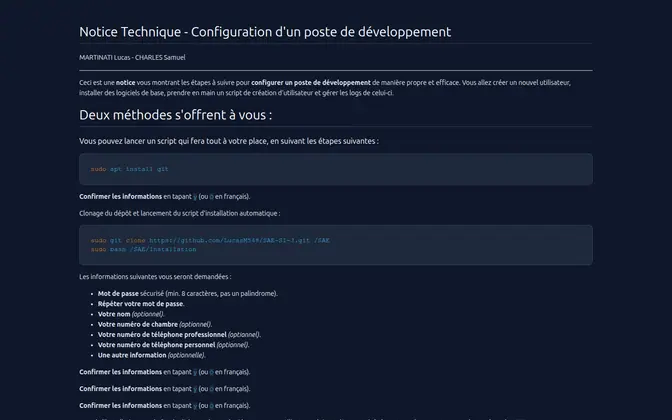 Notice Technique - Configuration d'un poste de développement
MARTINATI Lucas - CHARLES Samuel
Ceci est une notice vous montrant les étapes à suivre pour configurer un poste de développement de manière propre et efficace. Vous allez créer un nouvel utilisateur,
installer des logiciels de base, prendre en main un script de création d'utilisateur et gérer les logs de celui-ci.
Deux méthodes s'offrent à vous :
Vous pouvez lancer un script qui fera tout à votre place, en suivant les étapes suivantes :
sudo apt install git
Confirmer les informations en tapant y (ou O en français).
Clonage du dépôt et lancement du script d'installation automatique :
sudo git clone /SAE
sudo bash /SAE/installation
Les informations suivantes vous seront demandées :
Mot de passe sécurisé (min. 8 caractères, pas un palindrome).
Répéter votre mot de passe.
Votre nom (optionnel).
Votre numéro de chambre (optionnel).
Votre numéro de téléphone professionnel (optionnel).
Votre numéro de téléphone personnel (optionnel).
Une autre information (optionnelle).
Confirmer les informations en tapant y (ou O en français).
Confirmer les informations en tapant y (ou O en français).
Confirmer les informations en tapant y (ou O en français).